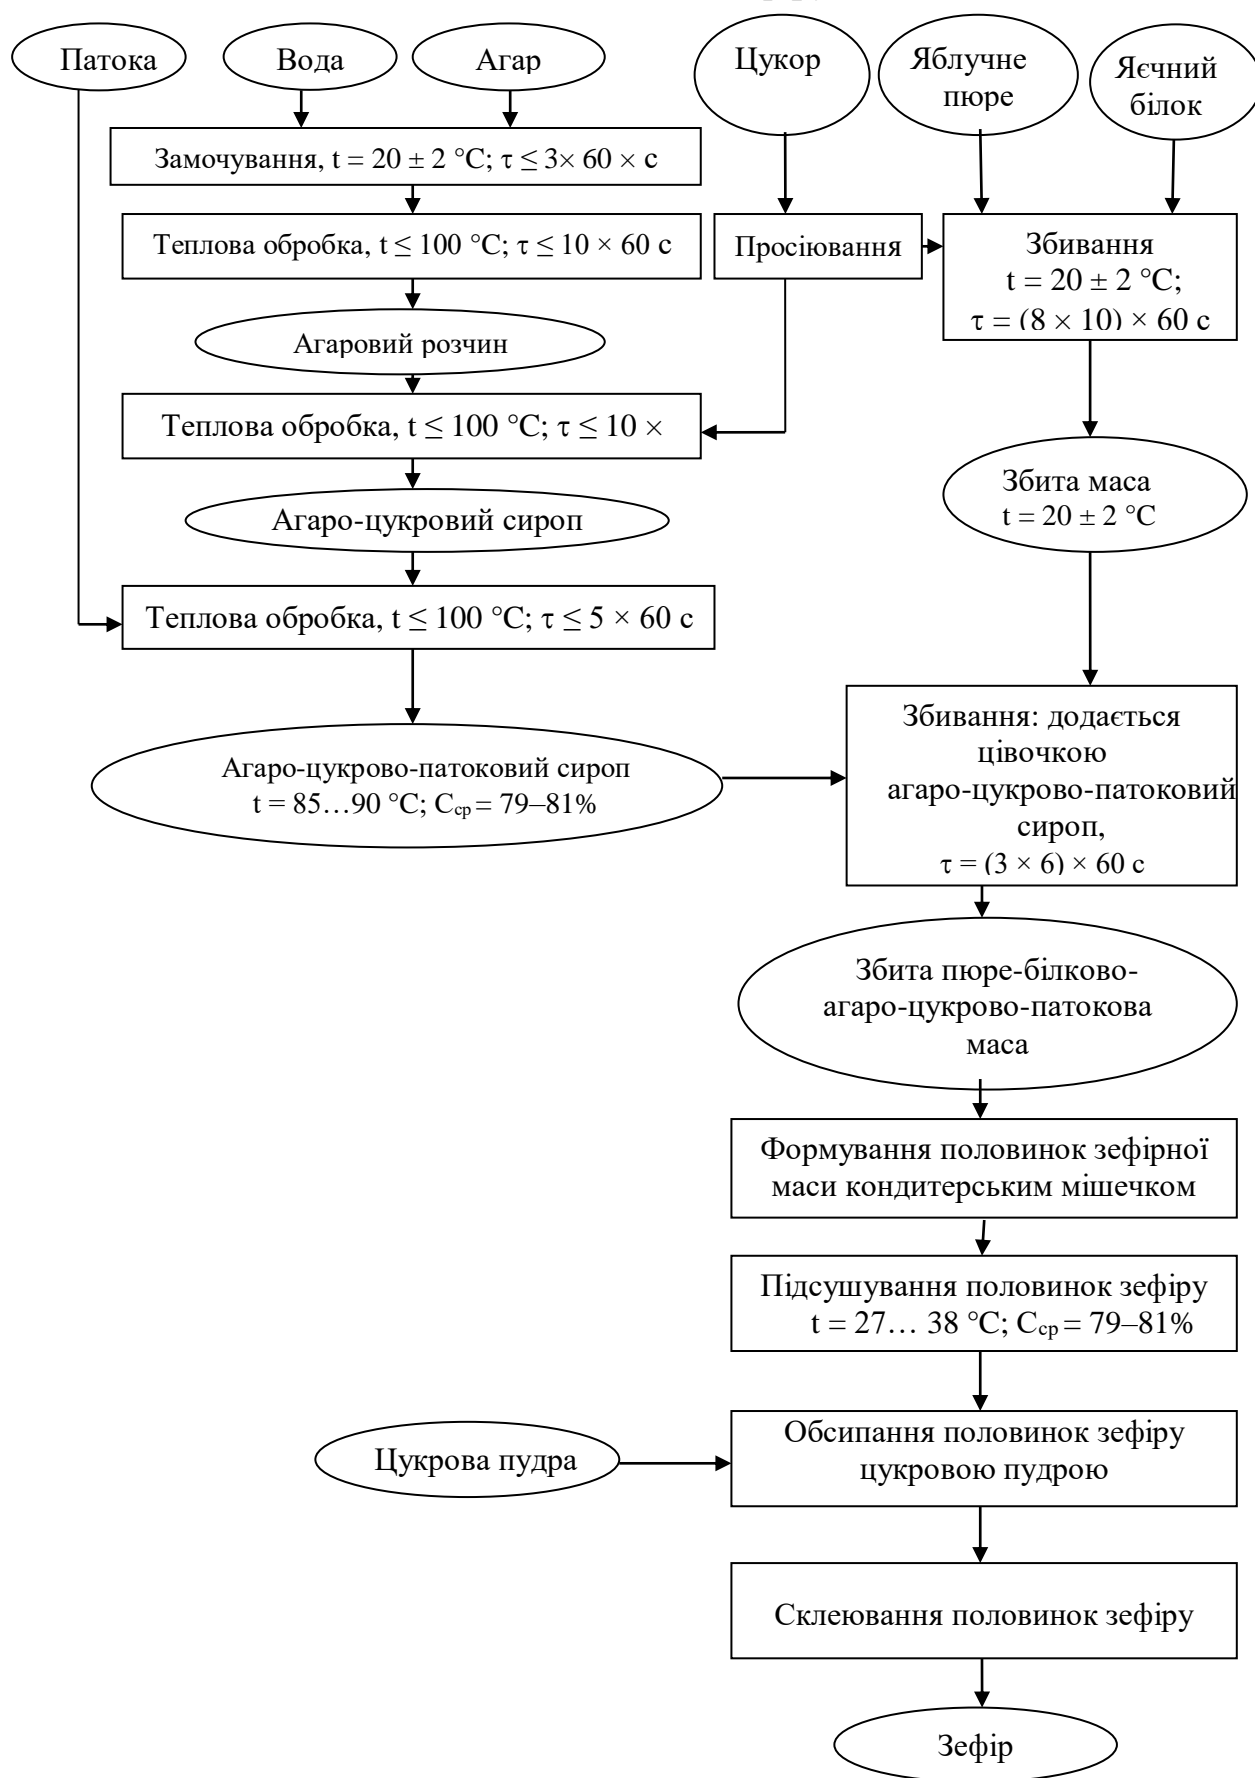 Патока
Вода
Агар
Цукор
Яблучне
пюре
Яєчний
білок
Замочування, t = 20 ± 2 °C; τ ≤ 3× 60 × с
Теплова обробка, t ≤ 100 °C; τ ≤ 10 × 60 с
Просіювання
Збивання
t = 20 ± 2 °C;
τ = (8 × 10) × 60 с
Агаровий розчин
Теплова обробка, t ≤ 100 °C; τ ≤ 10 ×
Збита маса
t = 20 ± 2 °C
Агаро-цукровий сироп
Теплова обробка, t ≤ 100 °C; τ ≤ 5 × 60 с
Агаро-цукрово-патоковий сироп
t = 85…90 °C; Сср = 79–81%
Збивання: додається
цівочкою
агаро-цукрово-патоковий
сироп,
τ = (3 × 6) × 60 с
Збита пюре-білково-
агаро-цукрово-патокова
маса
Формування половинок зефірної
маси кондитерським мішечком
Підсушування половинок зефіру
t = 27… 38 °C; Сср = 79–81%
Цукрова пудра
Обсипання половинок зефіру
цукровою пудрою
Склеювання половинок зефіру
Зефір